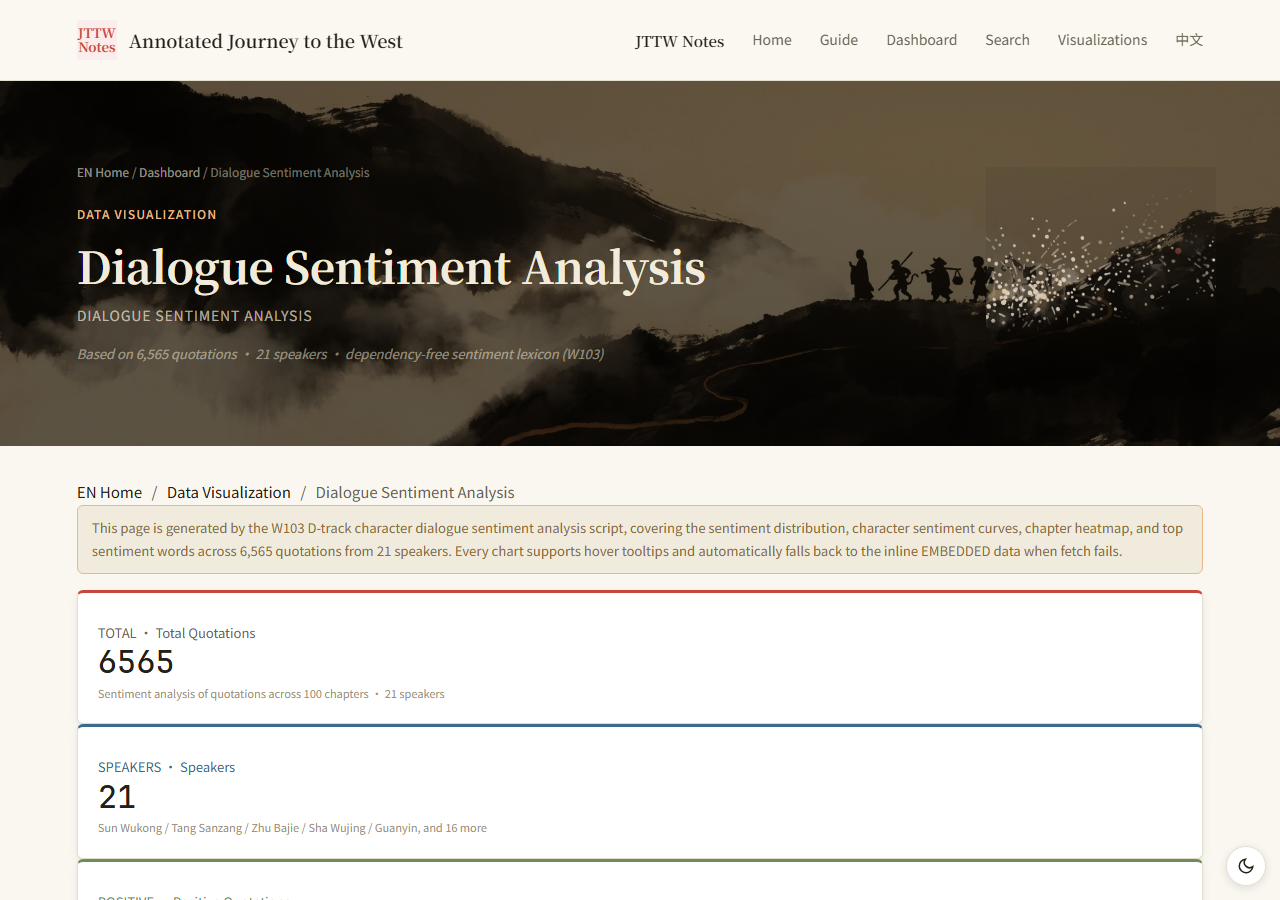 JTTW
Notes
Annotated Journey to the West
JTTW Notes
Home
Guide
Dashboard
Search
Visualizations
中文
EN Home / Dashboard / Dialogue Sentiment Analysis
DATA VISUALIZATION
Dialogue Sentiment Analysis
DIALOGUE SENTIMENT ANALYSIS
Based on 6,565 quotations ・ 21 speakers ・ dependency-free sentiment lexicon (W103)
EN Home / Data Visualization / Dialogue Sentiment Analysis
This page is generated by the W103 D-track character dialogue sentiment analysis script, covering the sentiment distribution, character sentiment curves, chapter heatmap, and top
sentiment words across 6,565 quotations from 21 speakers. Every chart supports hover tooltips and automatically falls back to the inline EMBEDDED data when fetch fails.
TOTAL ・ Total Quotations
6565
Sentiment analysis of quotations across 100 chapters ・ 21 speakers
SPEAKERS ・ Speakers
21
Sun Wukong / Tang Sanzang / Zhu Bajie / Sha Wujing / Guanyin, and 16 more
POSITIVE ・ Positive Quotations